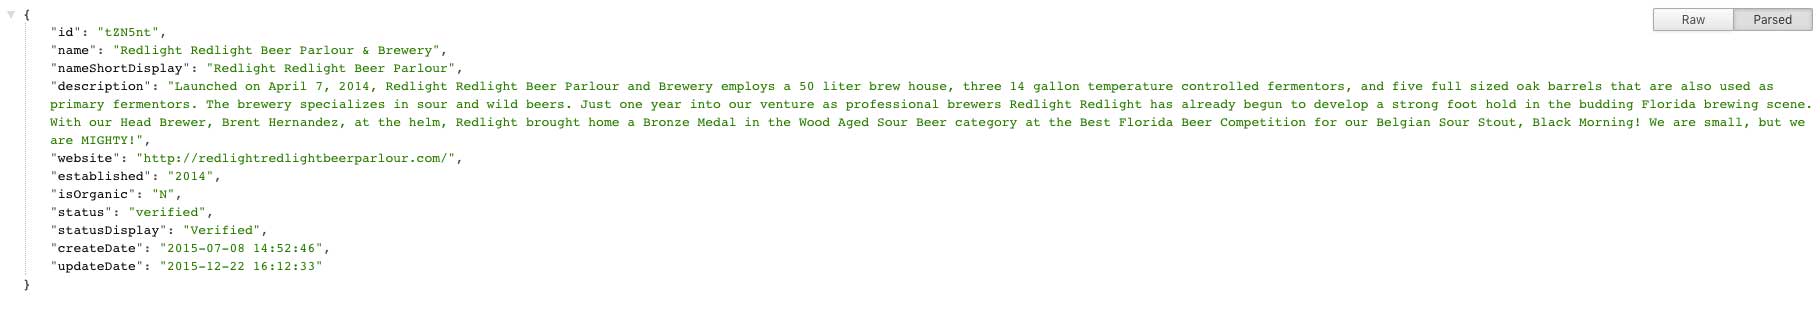 {
Raw Parsed
"id": "tZN5nt",
"name": "Redlight Redlight Beer Parlour & Brewery",
"nameShortDisplay": "Redlight Redlight Beer Parlour",
"description": "Launched on April 7, 2014, Redlight Redlight Beer Parlour and Brewery employs a 50 liter brew house, three 14 gallon temperature controlled fermentors, and five full sized oak barrels that are also used as
primary fermentors. The brewery specializes in sour and wild beers. Just one year into our venture as professional brewers Redlight Redlight has already begun to develop a strong foot hold in the budding Florida brewing scene.
With our Head Brewer, Brent Hernandez, at the helm, Redlight brought home a Bronze Medal in the Wood Aged Sour Beer category at the Best Florida Beer Competition for our Belgian Sour Stout, Black Morning! We are small, but we
are MIGHTY!",
"website": "http://redlightredlightbeerparlour.com/",
"established": "2014",
"isOrganic": "N",
"status": "verified",
"statusDisplay": "Verified",
"createDate": "2015-07-08 14:52:46",
"updateDate": "2015-12-22 16:12:33"
}